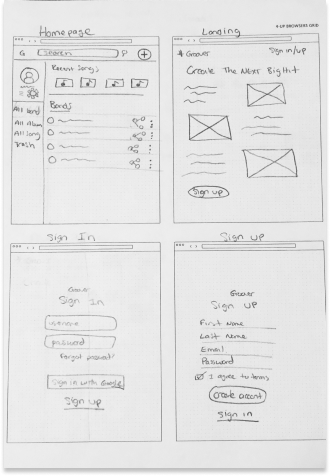 4-UP BROWSERS GRID
Homepage
G Search
Recent Songs
Bands
All Band
All Album
All Song
Trash
Landing
Groover Sign in/up
Create The Next Big Hit
Sign up
Sign In
Groover
Sign In
username
password
Forgot password?
Sign in with Google
Sign up
Sign up
Groover
Sign up
First Name
Last Name
Email
Password
I agree to terms
Create account
Sign in